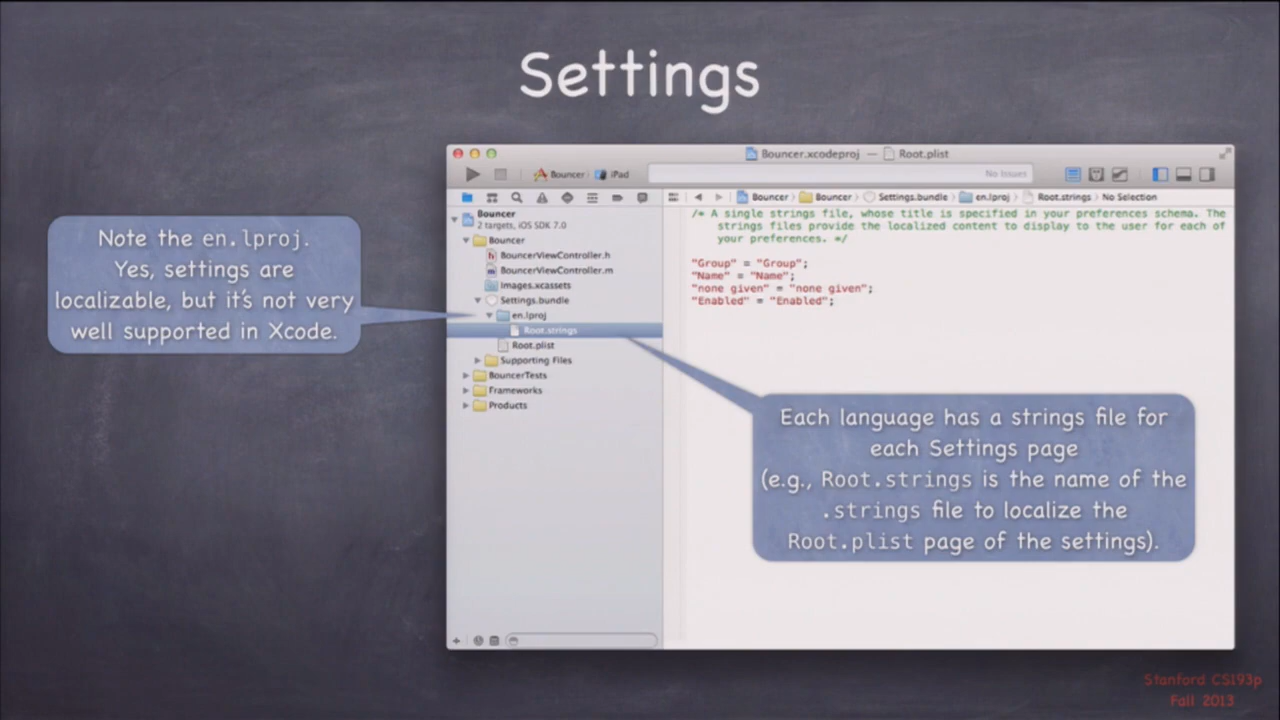 Settings
Bouncer.xcodeproj — Root.plist
Bouncer iPad
No Issues
Bouncer Bouncer Settings.bundle en.lproj Root.strings No Selection
Bouncer
2 targets, iOS SDK 7.0
Bouncer
BouncerViewController.h
BouncerViewController.m
Images.xcassets
Settings.bundle
en.lproj
Root.strings
Root.plist
Supporting Files
BouncerTests
Frameworks
Products
/* A single strings file, whose title is specified in your preferences schema. The
strings files provide the localized content to display to the user for each of
your preferences. */
"Group" = "Group";
"Name" = "Name";
"none given" = "none given";
"Enabled" = "Enabled";
Note the en.lproj.
Yes, settings are
localizable, but it's not very
well supported in Xcode.
Each language has a strings file for
each Settings page
(e.g., Root.strings is the name of the
.strings file to localize the
Root.plist page of the settings).
Stanford CS193p
Fall 2013